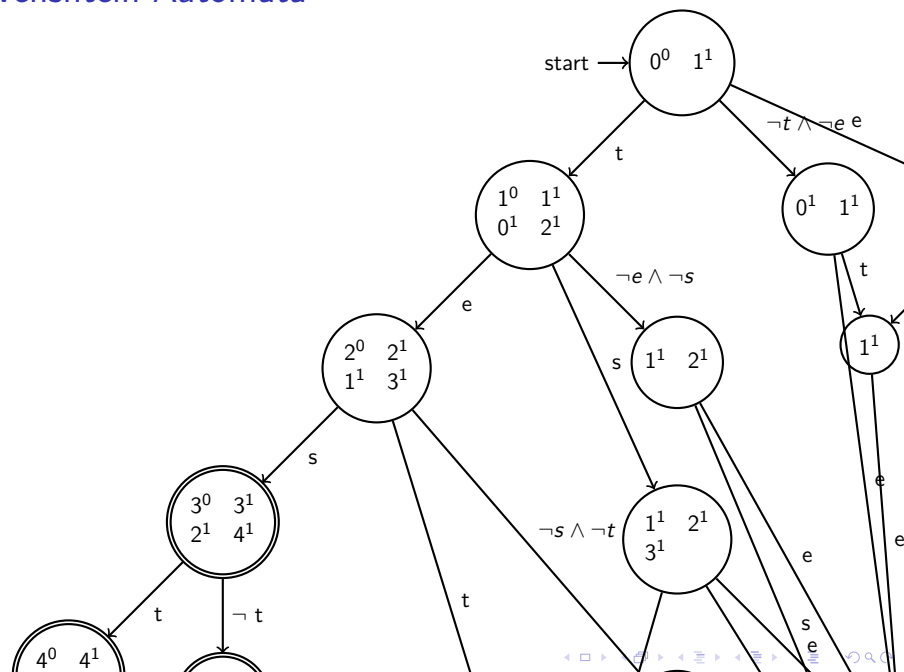 Automata
start
0⁰ 1¹
¬t ∧ ¬e
e
t
1⁰ 1¹
0¹ 2¹
0¹ 1¹
t
¬e ∧ ¬s
e
s
2⁰ 2¹
1¹ 3¹
1¹ 2¹
1¹
s
e
3⁰ 3¹
2¹ 4¹
¬s ∧ ¬t
1¹ 2¹
3¹
e
e
t
¬ t
t
s
e
4⁰ 4¹